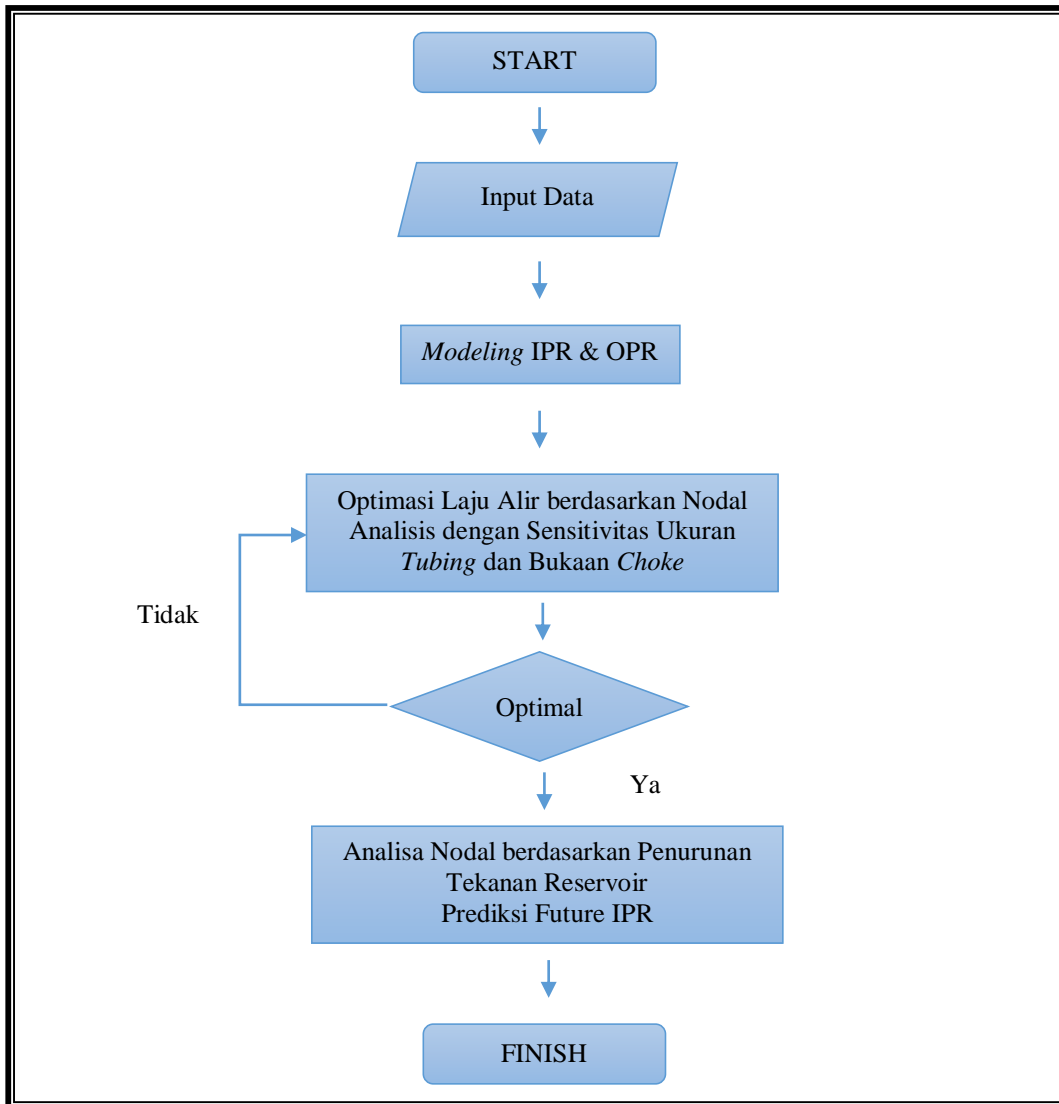 START
Input Data
Modeling IPR & OPR
Optimasi Laju Alir berdasarkan Nodal
Analisis dengan Sensitivitas Ukuran
Tubing dan Bukaan Choke
Tidak
Optimal
Ya
Analisa Nodal berdasarkan Penurunan
Tekanan Reservoir
Prediksi Future IPR
FINISH